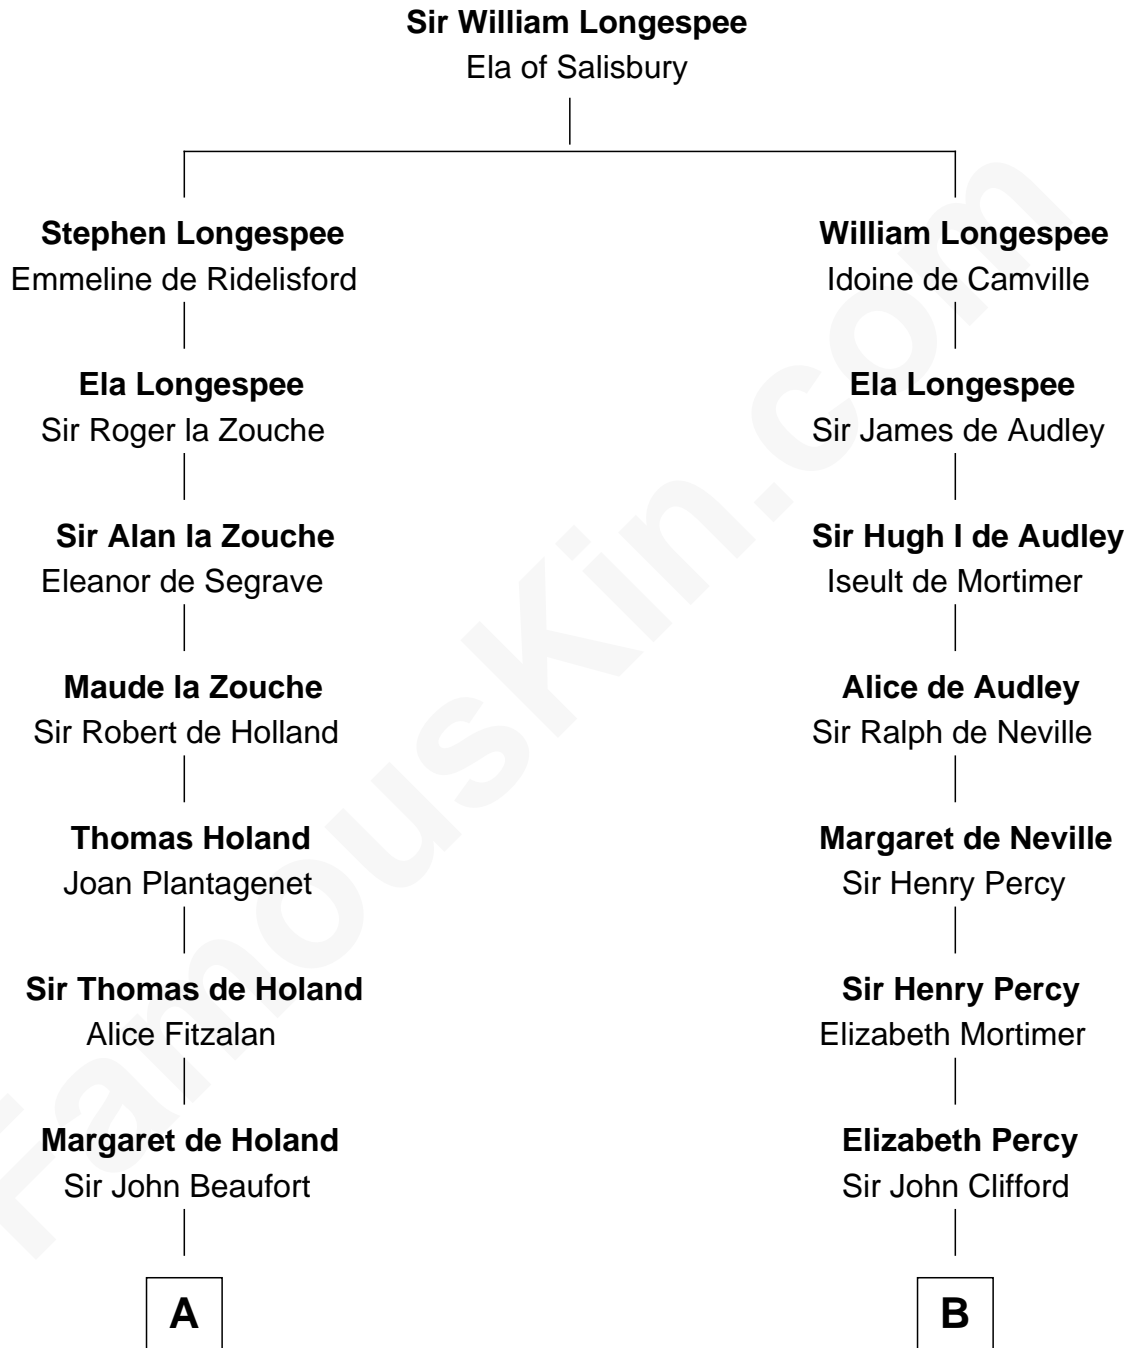 Sir William Longespee
Ela of Salisbury
Stephen Longespee
Emmeline de Ridelisford
Ela Longespee
Sir Roger la Zouche
Sir Alan la Zouche
Eleanor de Segrave
Maude la Zouche
Sir Robert de Holland
Thomas Holand
Joan Plantagenet
Sir Thomas de Holand
Alice Fitzalan
Margaret de Holand
Sir John Beaufort
A
William Longespee
Idoine de Camville
Ela Longespee
Sir James de Audley
Sir Hugh I de Audley
Iseult de Mortimer
Alice de Audley
Sir Ralph de Neville
Margaret de Neville
Sir Henry Percy
Sir Henry Percy
Elizabeth Mortimer
Elizabeth Percy
Sir John Clifford
B
FamousKin.com